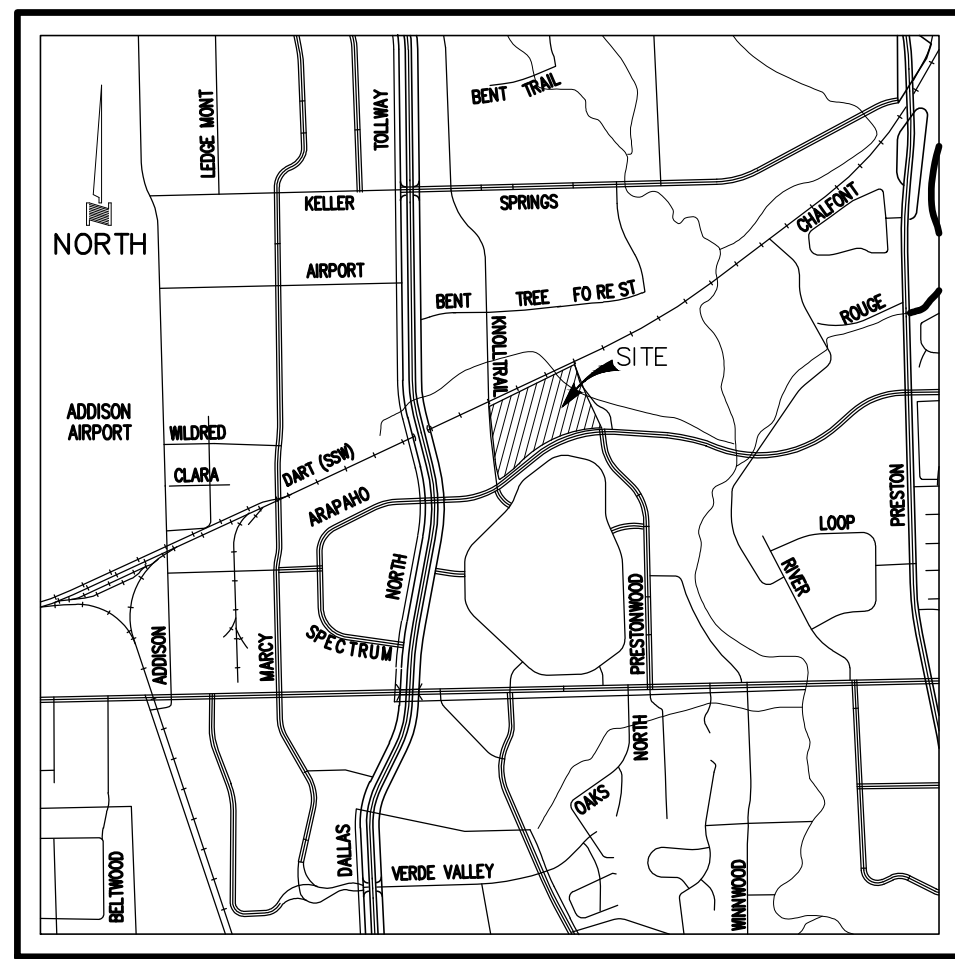 BENT TRAIL
LEDGE MONT
TOLLWAY
KELLER
SPRINGS
CHALFONT
NORTH
AIRPORT
BENT TREE FO RE ST
ROUGE
KNOLLTRAIL
SITE
ADDISON
AIRPORT
WILDRED
CLARA
DART (SSW)
ARAPAHO
PRESTON
LOOP
NORTH
RIVER
SPECTRUM
PRESTONWOOD
ADDISON
MARCY
NORTH
OAKS
DALLAS
VERDE VALLEY
BELTWOOD
WINNWOOD